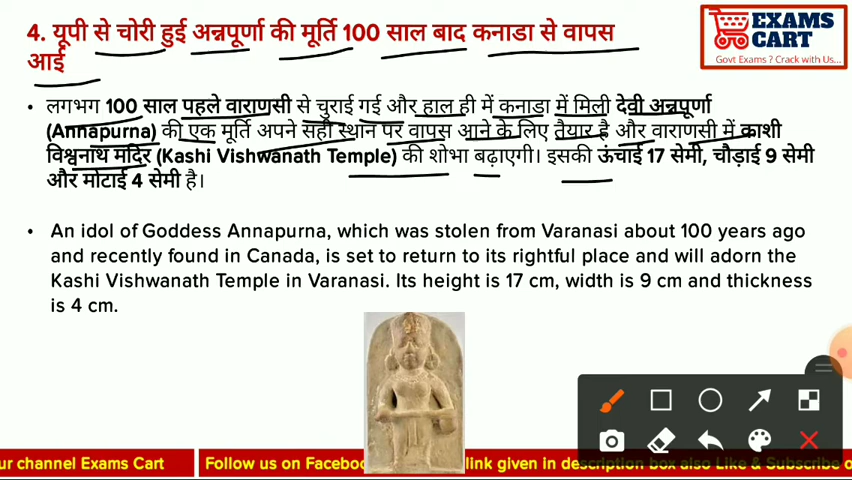 4. यूपी से चोरी हुई अन्नपूर्णा की मूर्ति 100 साल बाद कनाडा से वापस
आई
EXAMS
CART
Govt Exams ? Crack with Us...
• लगभग 100 साल पहले वाराणसी से चुराई गई और हाल ही में कनाडा में मिली देवी अन्नपूर्णा
(Annapurna) की एक मूर्ति अपने सही स्थान पर वापस आने के लिए तैयार है और वाराणसी में काशी
विश्वनाथ मंदिर (Kashi Vishwanath Temple) की शोभा बढ़ाएगी। इसकी ऊंचाई 17 सेमी, चौड़ाई 9 सेमी
और मोटाई 4 सेमी है।
• An idol of Goddess Annapurna, which was stolen from Varanasi about 100 years ago
and recently found in Canada, is set to return to its rightful place and will adorn the
Kashi Vishwanath Temple in Varanasi. Its height is 17 cm, width is 9 cm and thickness
is 4 cm.
ur channel Exams Cart Follow us on Faceboo link given in description box also Like & Subscribe o